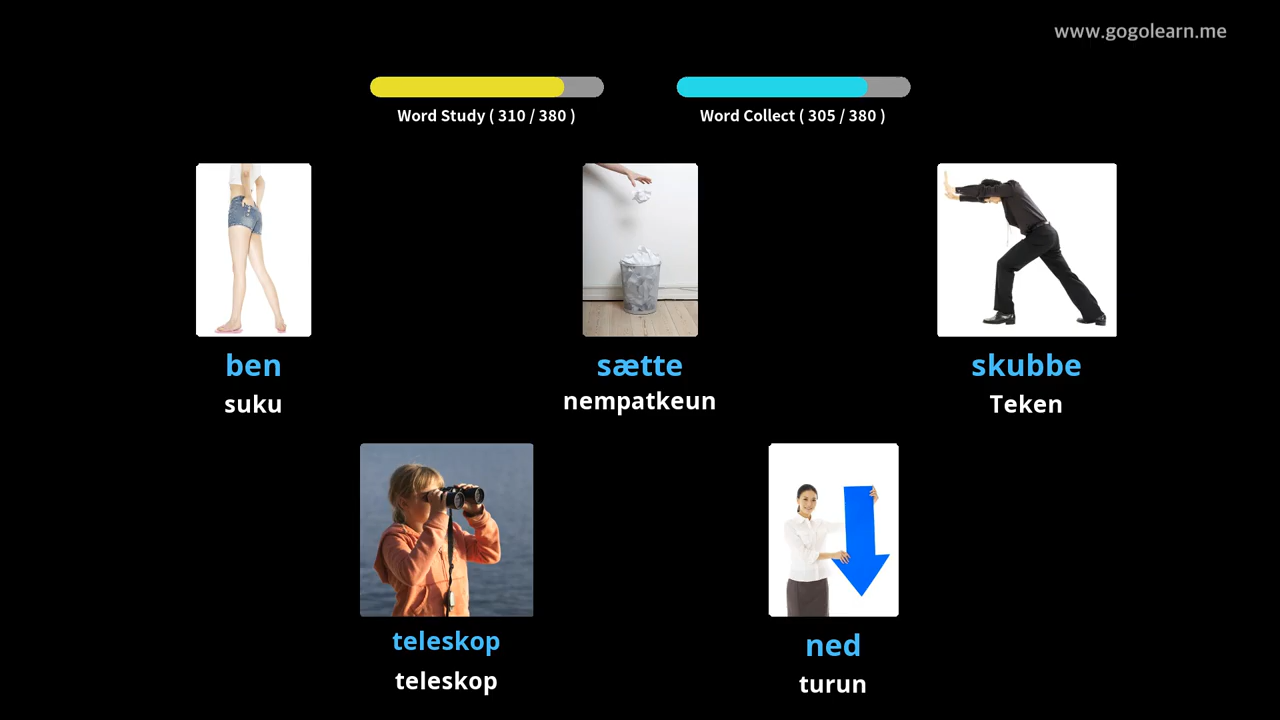 www.gogolearn.me
Word Study ( 310 / 380 )
Word Collect ( 305 / 380 )
ben
suku
sætte
nempatkeun
skubbe
Teken
teleskop
teleskop
ned
turun